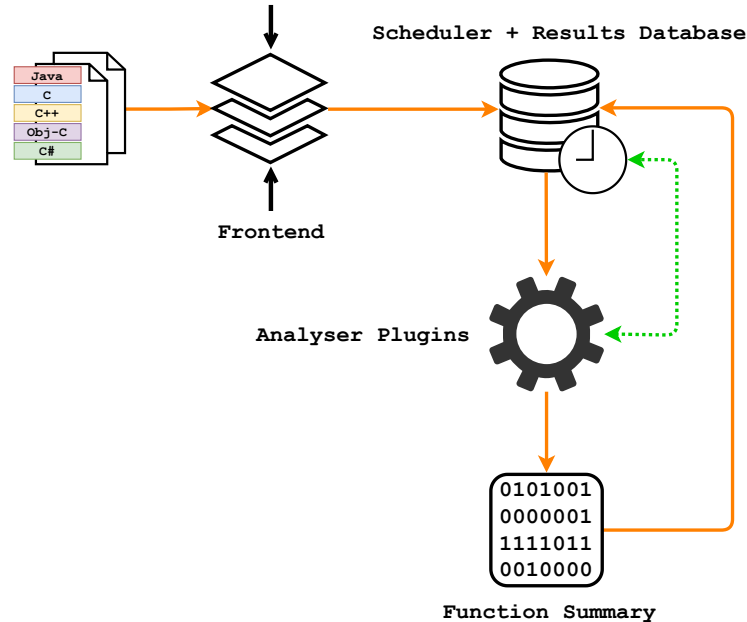 Scheduler + Results Database
Java
C
C++
Obj-C
C#
Frontend
Analyser Plugins
0101001
0000001
1111011
0010000
Function Summary